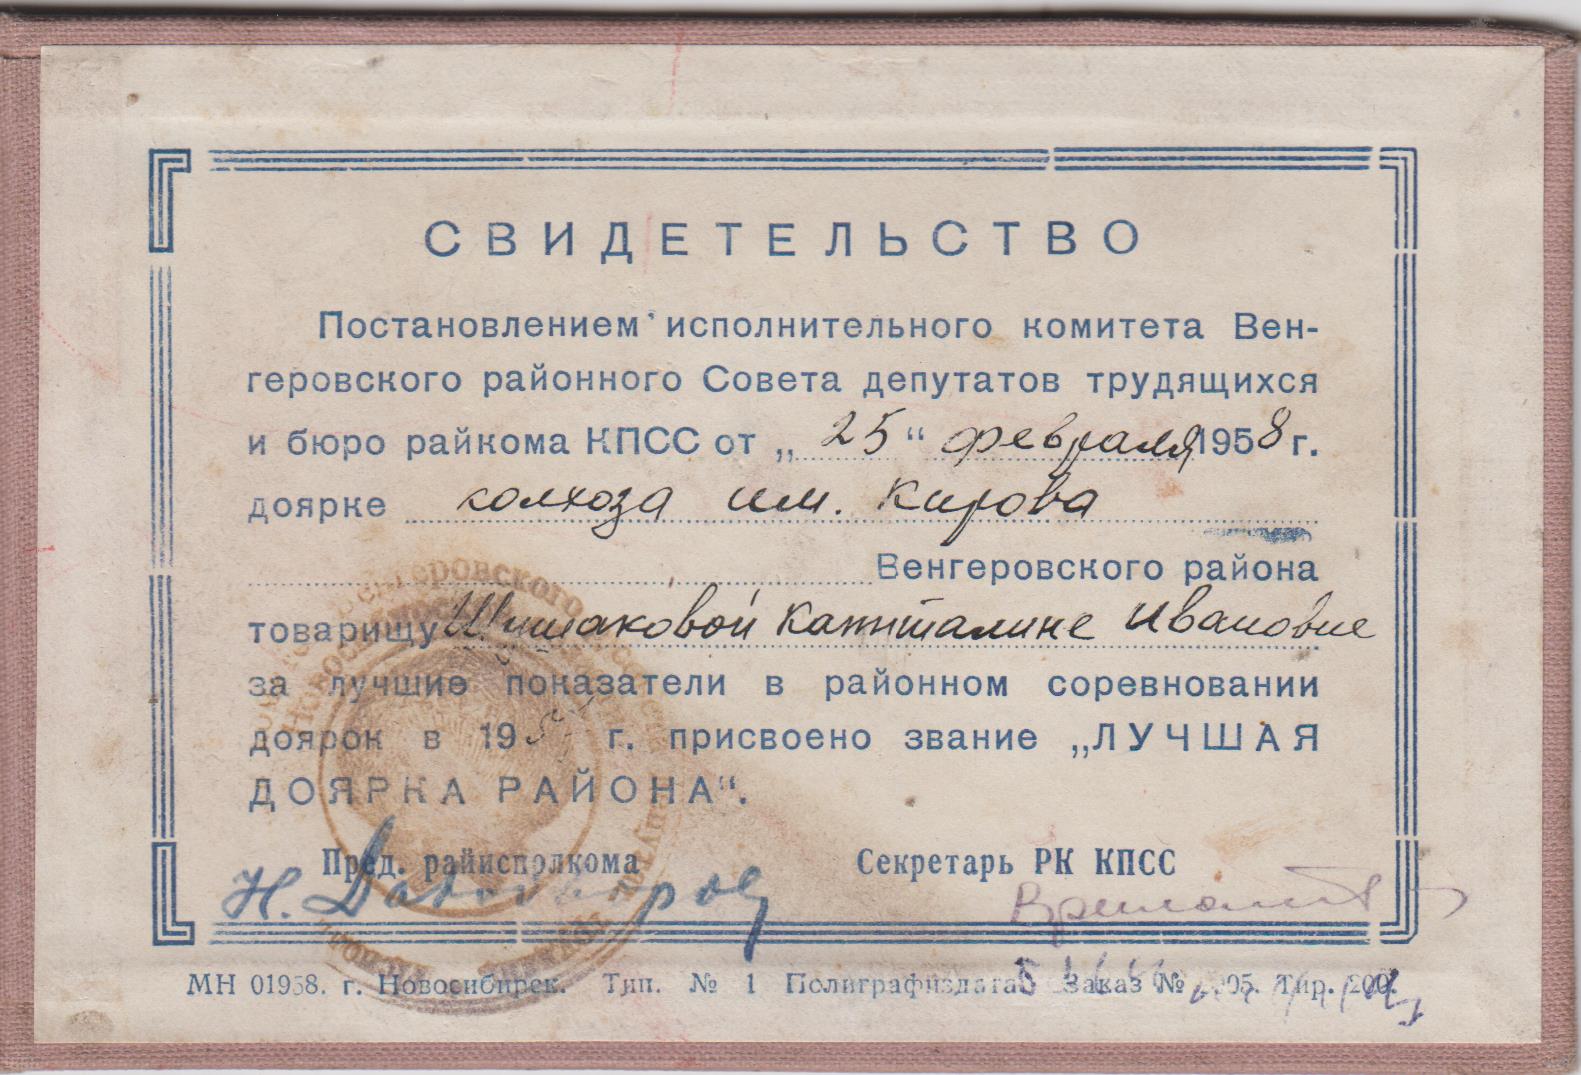 СВИДЕТЕЛЬСТВО
Постановлением исполнительного комитета Вен-
геровского районного Совета депутатов трудящихся
и бюро райкома КПСС от „25“ февраля 1958 г.
доярке колхоза им. Кирова
Венгеровского района
товарищу Капиталине Ивановне
за лучшие показатели в районном соревновании
доярок в 195 г. присвоено звание „ЛУЧШАЯ
ДОЯРКА РАЙОНА“.
Пред. райисполкома Секретарь РК КПСС
Н.
МН 01958. г. Новосибирск. Тип. № 1 Полиграфиздата. Заказ № Тир. 200.